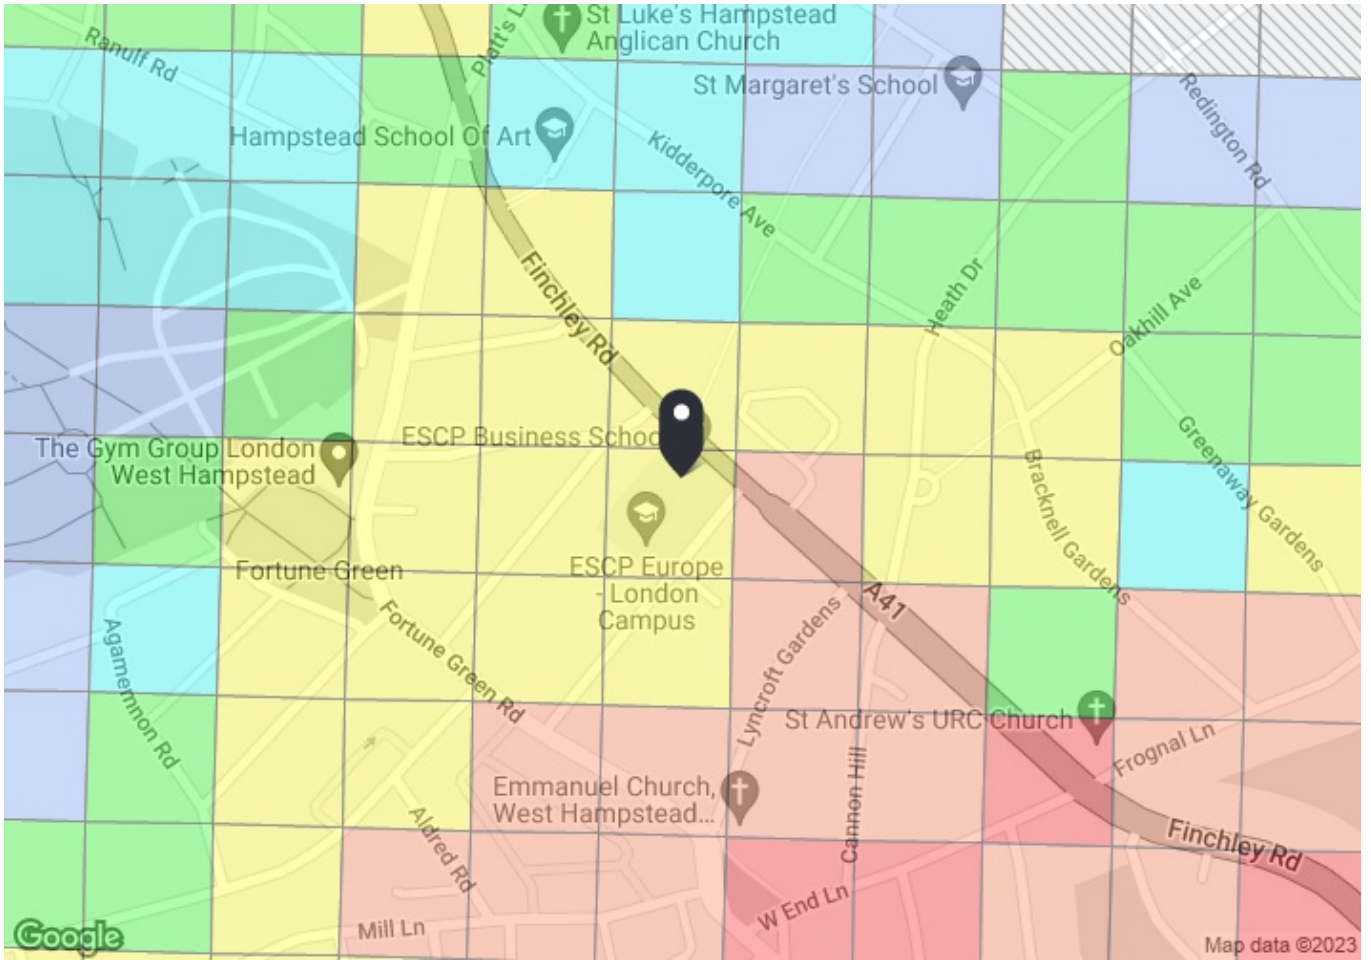 St Luke's Hampstead
Anglican Church
Ranulf Rd
Platt's L
St Margaret's School
Redington Rd
Hampstead School Of Art
Kidderpore Ave
Finchley Rd
Heath Dr
Oakhill Ave
ESCP Business Schoo
The Gym Group London
West Hampstead
Greenaway Gardens
Bracknell Gardens
ESCP Europe
- London
Campus
Fortune Green
A41
Agamemnon Rd
Fortune Green Rd
Lyncroft Gardens
St Andrew's URC Church
Frognal Ln
Emmanuel Church,
West Hampstead...
Cannon Hill
Aldred Rd
Finchley Rd
W End Ln
Mill Ln
Google
Map data ©2023